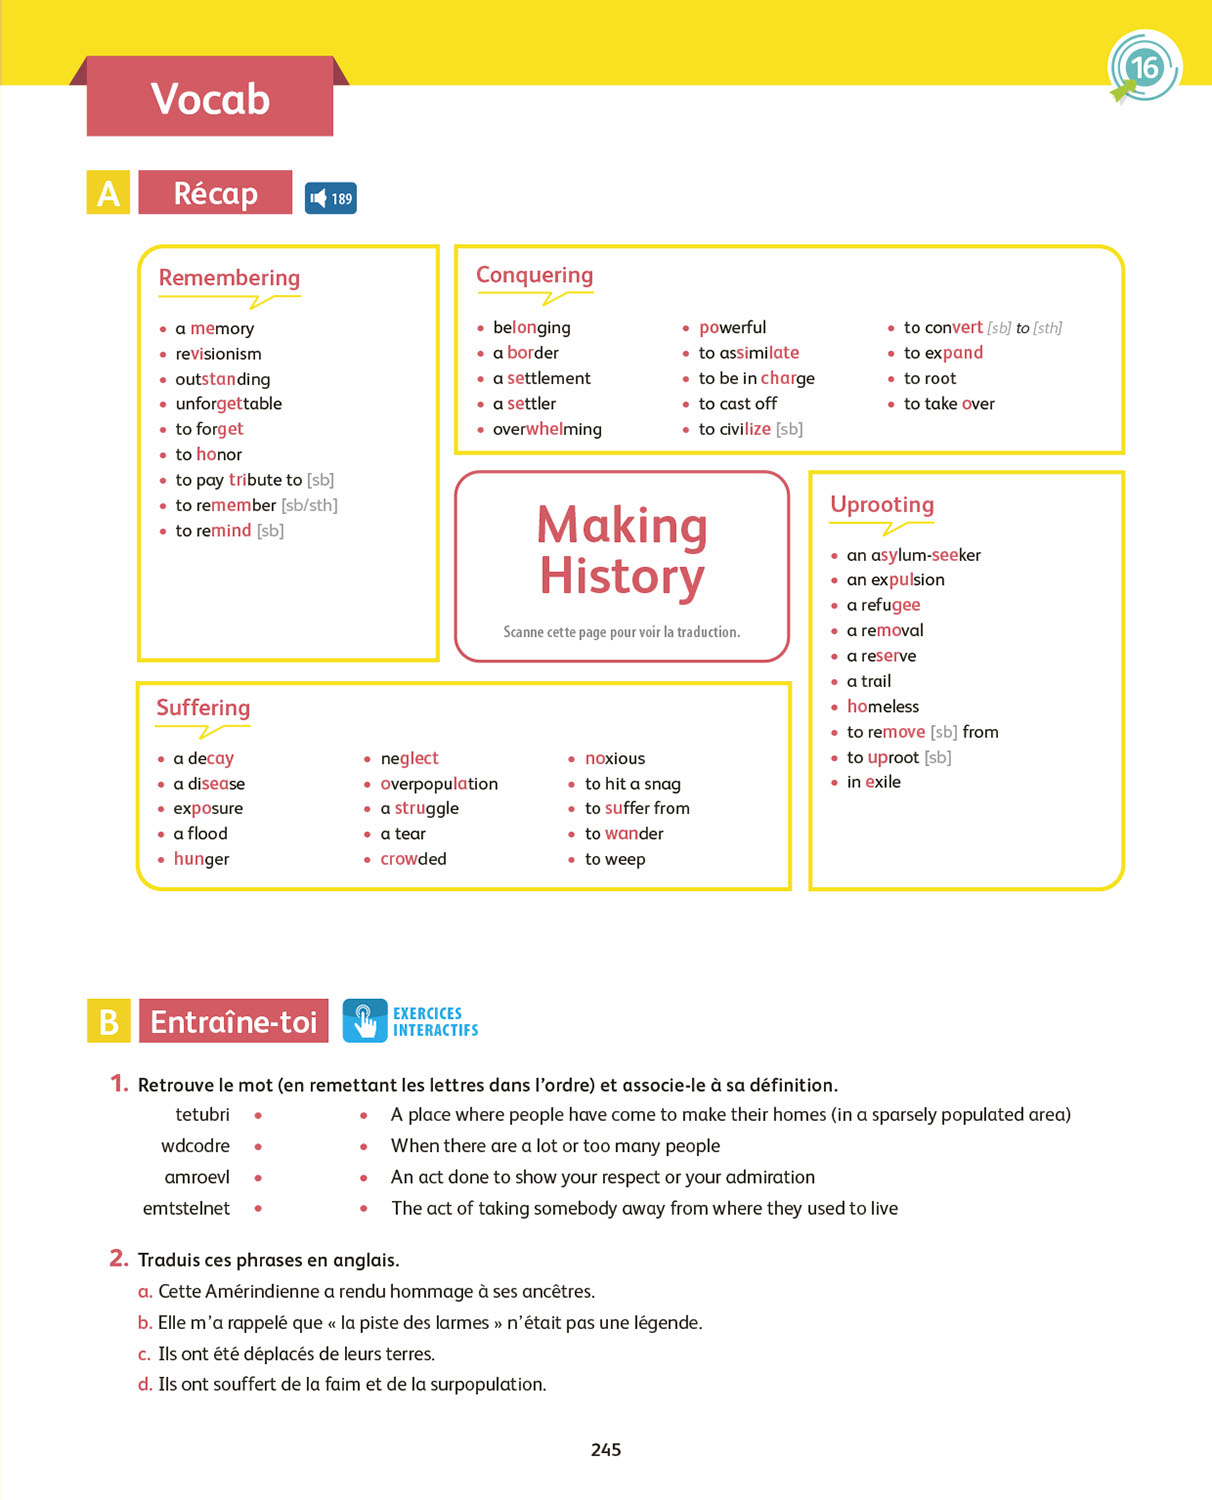 16
Vocab
A Récap 189
Remembering
• a memory
• revisionism
• outstanding
• unforgettable
• to forget
• to honor
• to pay tribute to [sb]
• to remember [sb/sth]
• to remind [sb]
Conquering
• belonging
• a border
• a settlement
• a settler
• overwhelming
• powerful
• to assimilate
• to be in charge
• to cast off
• to civilize [sb]
• to convert [sb] to [sth]
• to expand
• to root
• to take over
Making
History
Scanne cette page pour voir la traduction.
Uprooting
• an asylum-seeker
• an expulsion
• a refugee
• a removal
• a reserve
• a trail
• homeless
• to remove [sb] from
• to uproot [sb]
• in exile
Suffering
• a decay
• a disease
• exposure
• a flood
• hunger
• neglect
• overpopulation
• a struggle
• a tear
• crowded
• noxious
• to hit a snag
• to suffer from
• to wander
• to weep
B Entraîne-toi EXERCICES
INTERACTIFS
1. Retrouve le mot (en remettant les lettres dans l'ordre) et associe-le à sa définition.
tetubri • • A place where people have come to make their homes (in a sparsely populated area)
wdcodre • • When there are a lot or too many people
amroevl • • An act done to show your respect or your admiration
emtstelnet • • The act of taking somebody away from where they used to live
2. Traduis ces phrases en anglais.
a. Cette Amérindienne a rendu hommage à ses ancêtres.
b. Elle m'a rappelé que « la piste des larmes » n'était pas une légende.
c. Ils ont été déplacés de leurs terres.
d. Ils ont souffert de la faim et de la surpopulation.
245